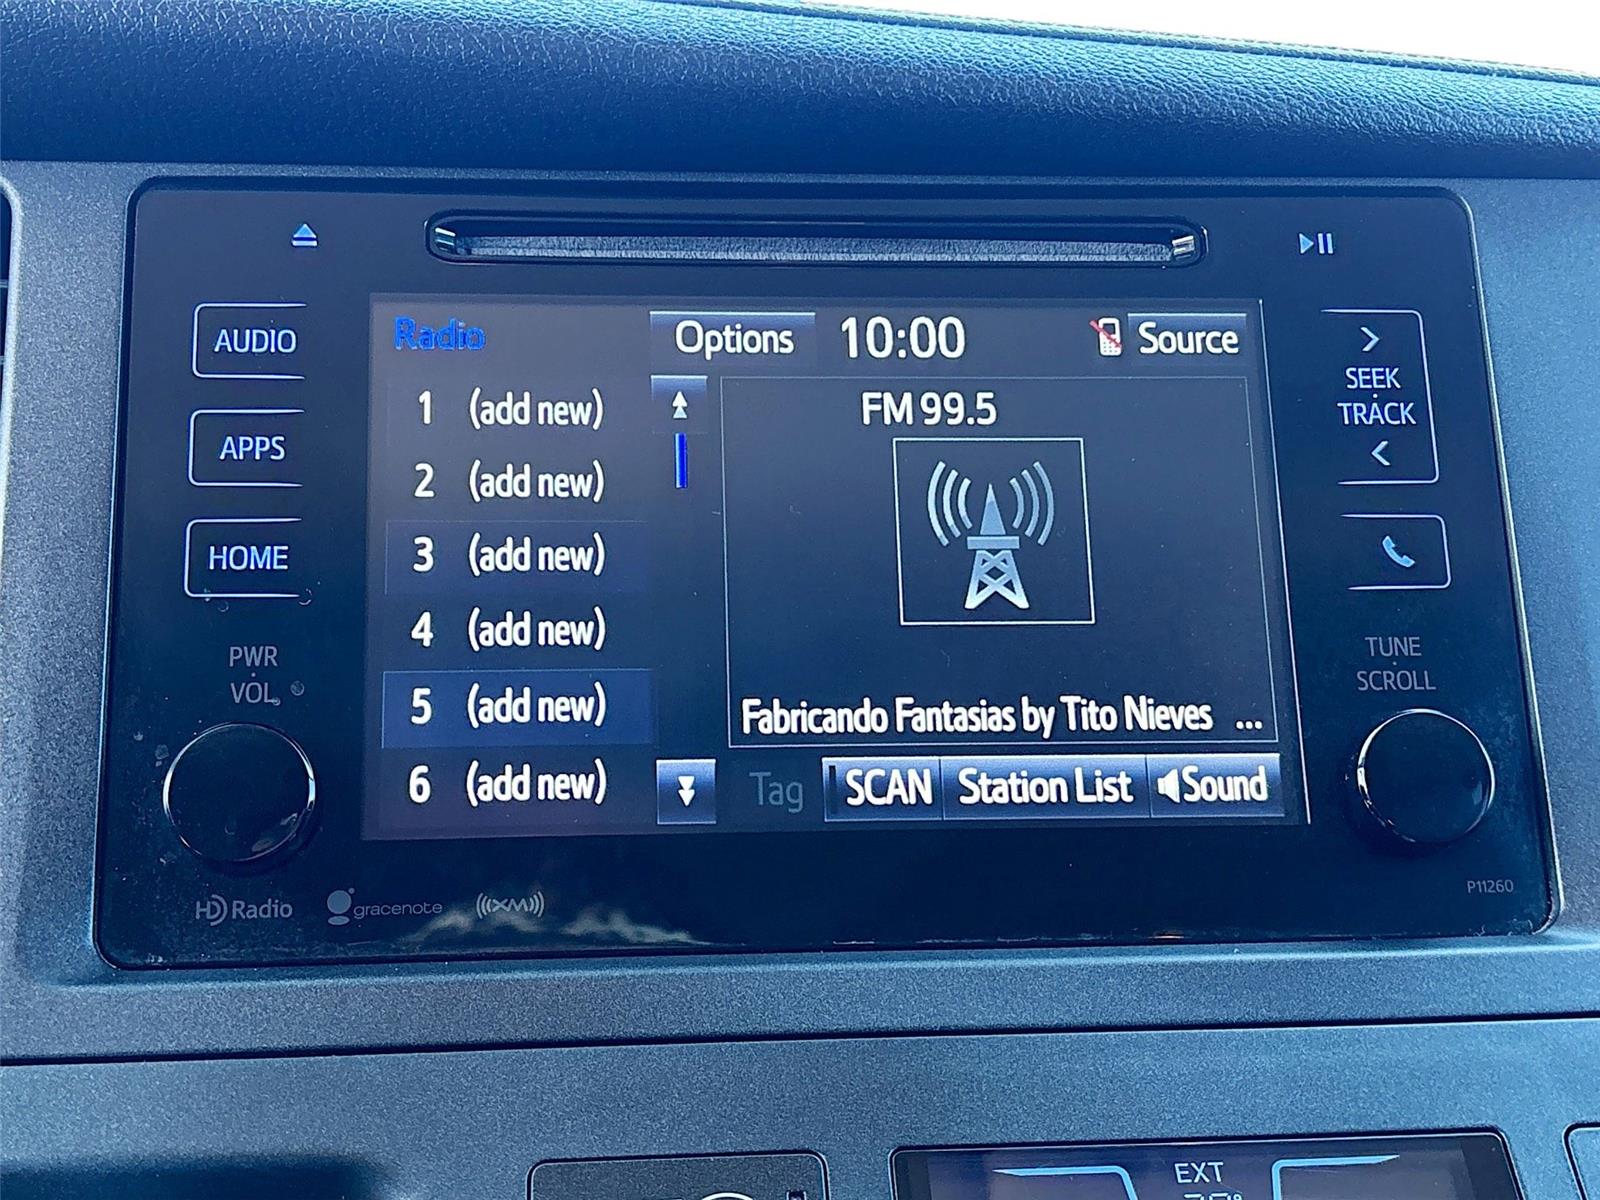 AUDIO
APPS
HOME
PWR
VOL
Radio
Options
10:00
Source
1 (add new)
2 (add new)
3 (add new)
4 (add new)
5 (add new)
6 (add new)
FM 99.5
Fabricando Fantasias by Tito Nieves ...
Tag
SCAN
Station List
Sound
SEEK
TRACK
TUNE
SCROLL
P11260
HD Radio
gracenote
((XM))
EXT